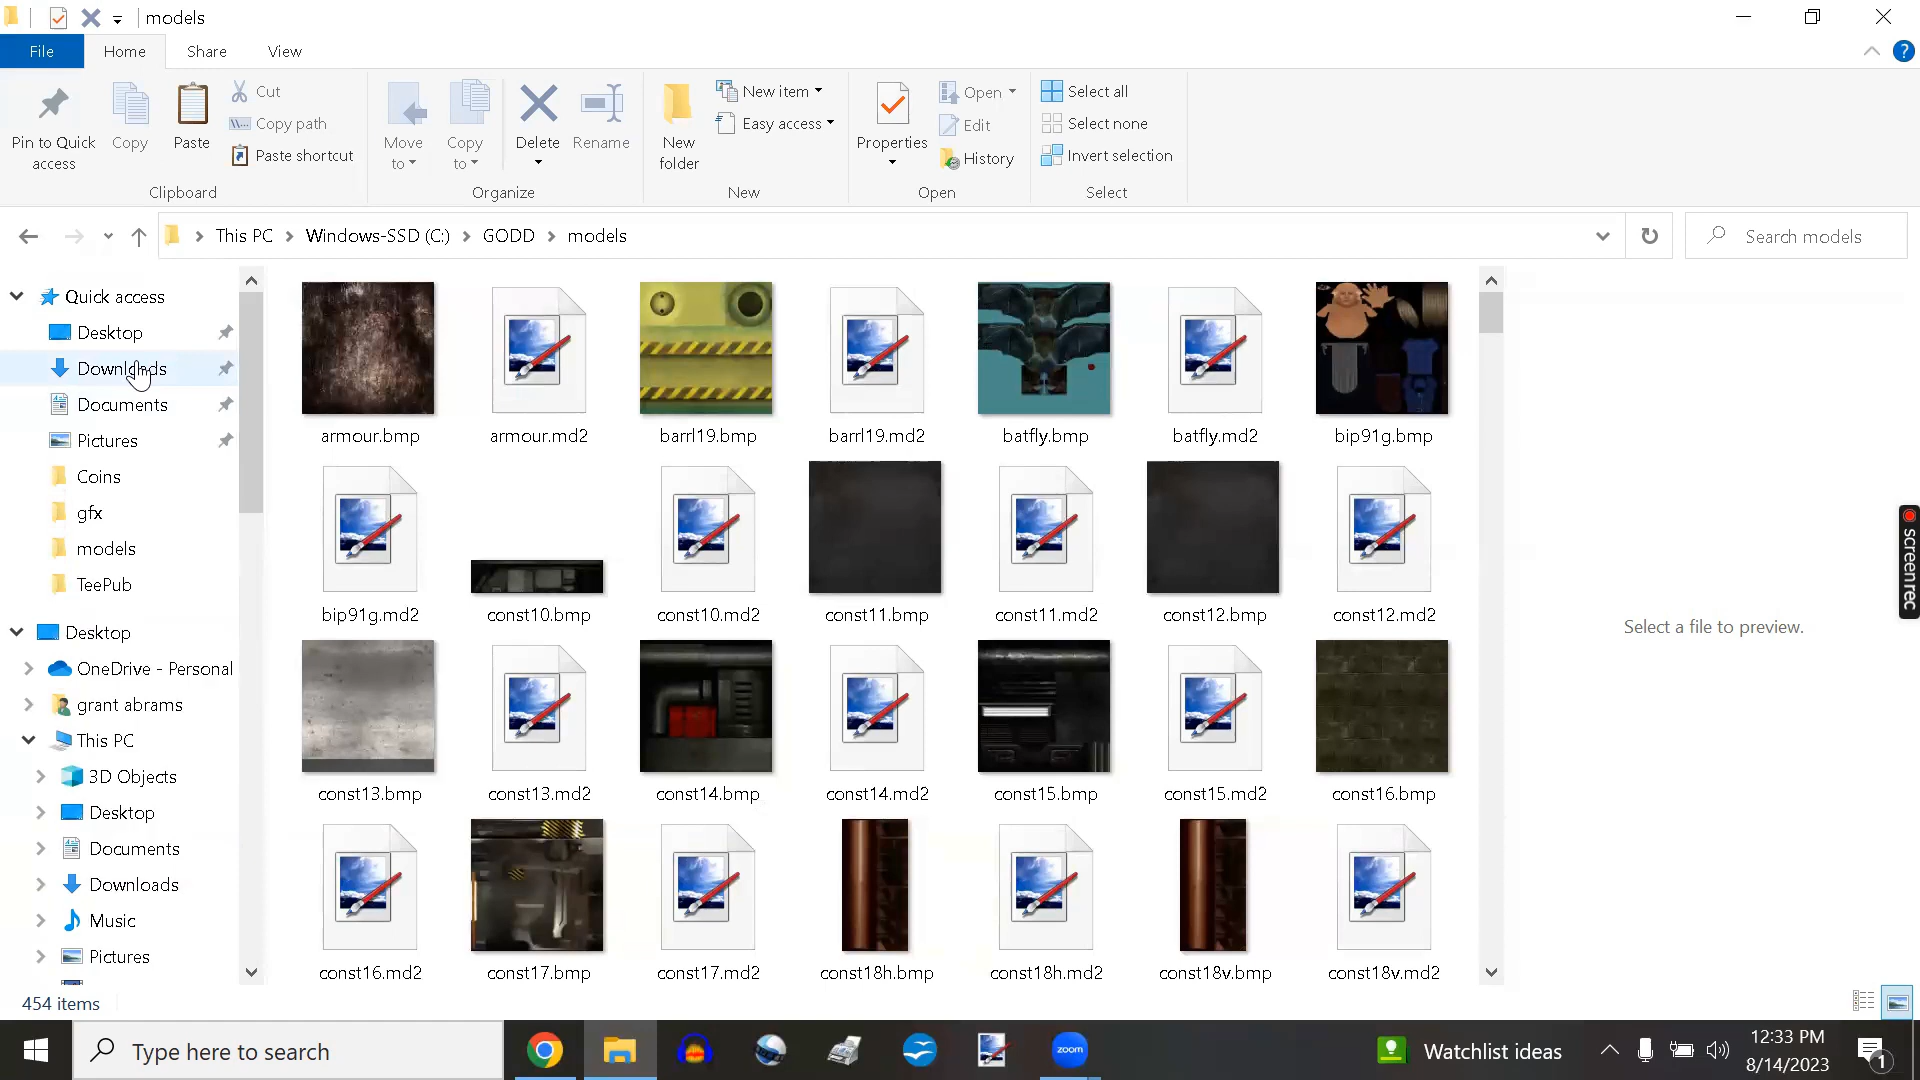 models
File
Home
Share
View
Pin to Quick access
Copy
Paste
Cut
Copy path
Paste shortcut
Clipboard
Move to
Copy to
Delete
Rename
Organize
New folder
New item
Easy access
New
Properties
Open
Edit
History
Open
Select all
Select none
Invert selection
Select
This PC
Windows-SSD (C:)
GODD
models
Search models
Quick access
Desktop
Downloads
Documents
Pictures
Coins
gfx
models
TeePub
Desktop
OneDrive - Personal
grant abrams
This PC
3D Objects
Desktop
Documents
Downloads
Music
Pictures
armour.bmp
armour.md2
barrl19.bmp
barrl19.md2
batfly.bmp
batfly.md2
bip91g.bmp
bip91g.md2
const10.bmp
const10.md2
const11.bmp
const11.md2
const12.bmp
const12.md2
const13.bmp
const13.md2
const14.bmp
const14.md2
const15.bmp
const15.md2
const16.bmp
const16.md2
const17.bmp
const17.md2
const18h.bmp
const18h.md2
const18v.bmp
const18v.md2
Select a file to preview.
screenrec
454 items
Type here to search
zoom
Watchlist ideas
12:33 PM
8/14/2023
1